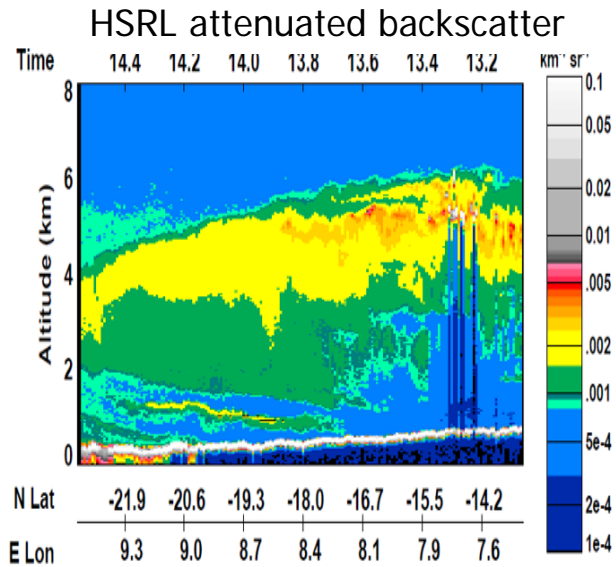 HSRL attenuated backscatter
Time 14.4 14.2 14.0 13.8 13.6 13.4 13.2 km⁻¹ sr⁻¹
8
6
4
2
0
Altitude (km)
0.1
0.05
0.01
.005
.002
.001
5e-4
2e-4
1e-4
N Lat -21.9 -20.6 -19.3 -18.0 -16.7 -15.5 -14.2
E Lon 9.3 9.0 8.7 8.4 8.1 7.9 7.6